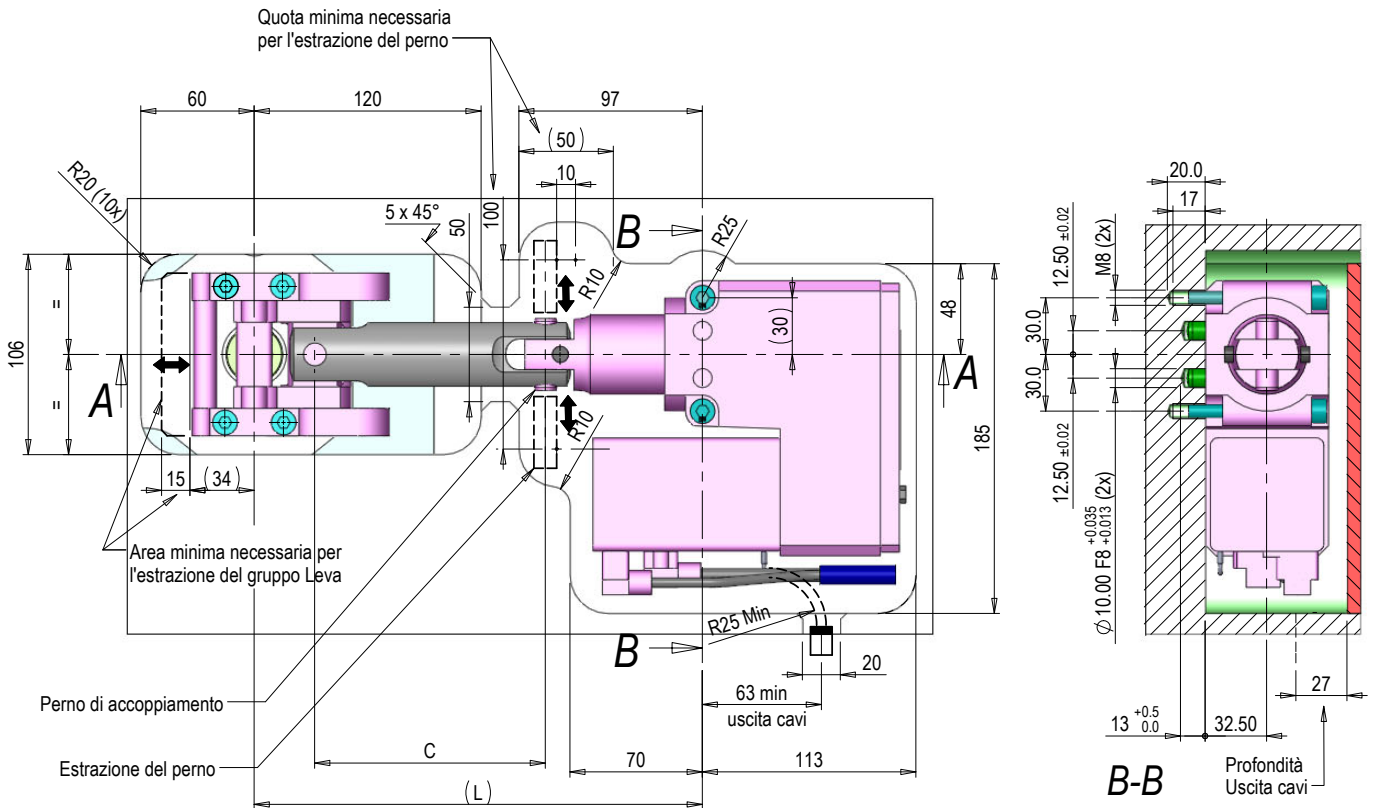 Quota minima necessaria
per l'estrazione del perno
60
120
97
(50)
10
R20 (10x)
5 x 45°
50
100
B
R25
R10
(30)
48
106
=
=
A
A
185
R10
15
(34)
Area minima necessaria per
l'estrazione del gruppo Leva
R25 Min
B
20
63 min
uscita cavi
Perno di accoppiamento
Estrazione del perno
C
70
113
(L)
20.0
17
12.50 ±0.02
M8 (2x)
30.0
30.0
12.50 ±0.02
Ø10.00 F8 +0.035 +0.013 (2x)
27
13 +0.5 0.0
32.50
B-B
Profondità
Uscita cavi